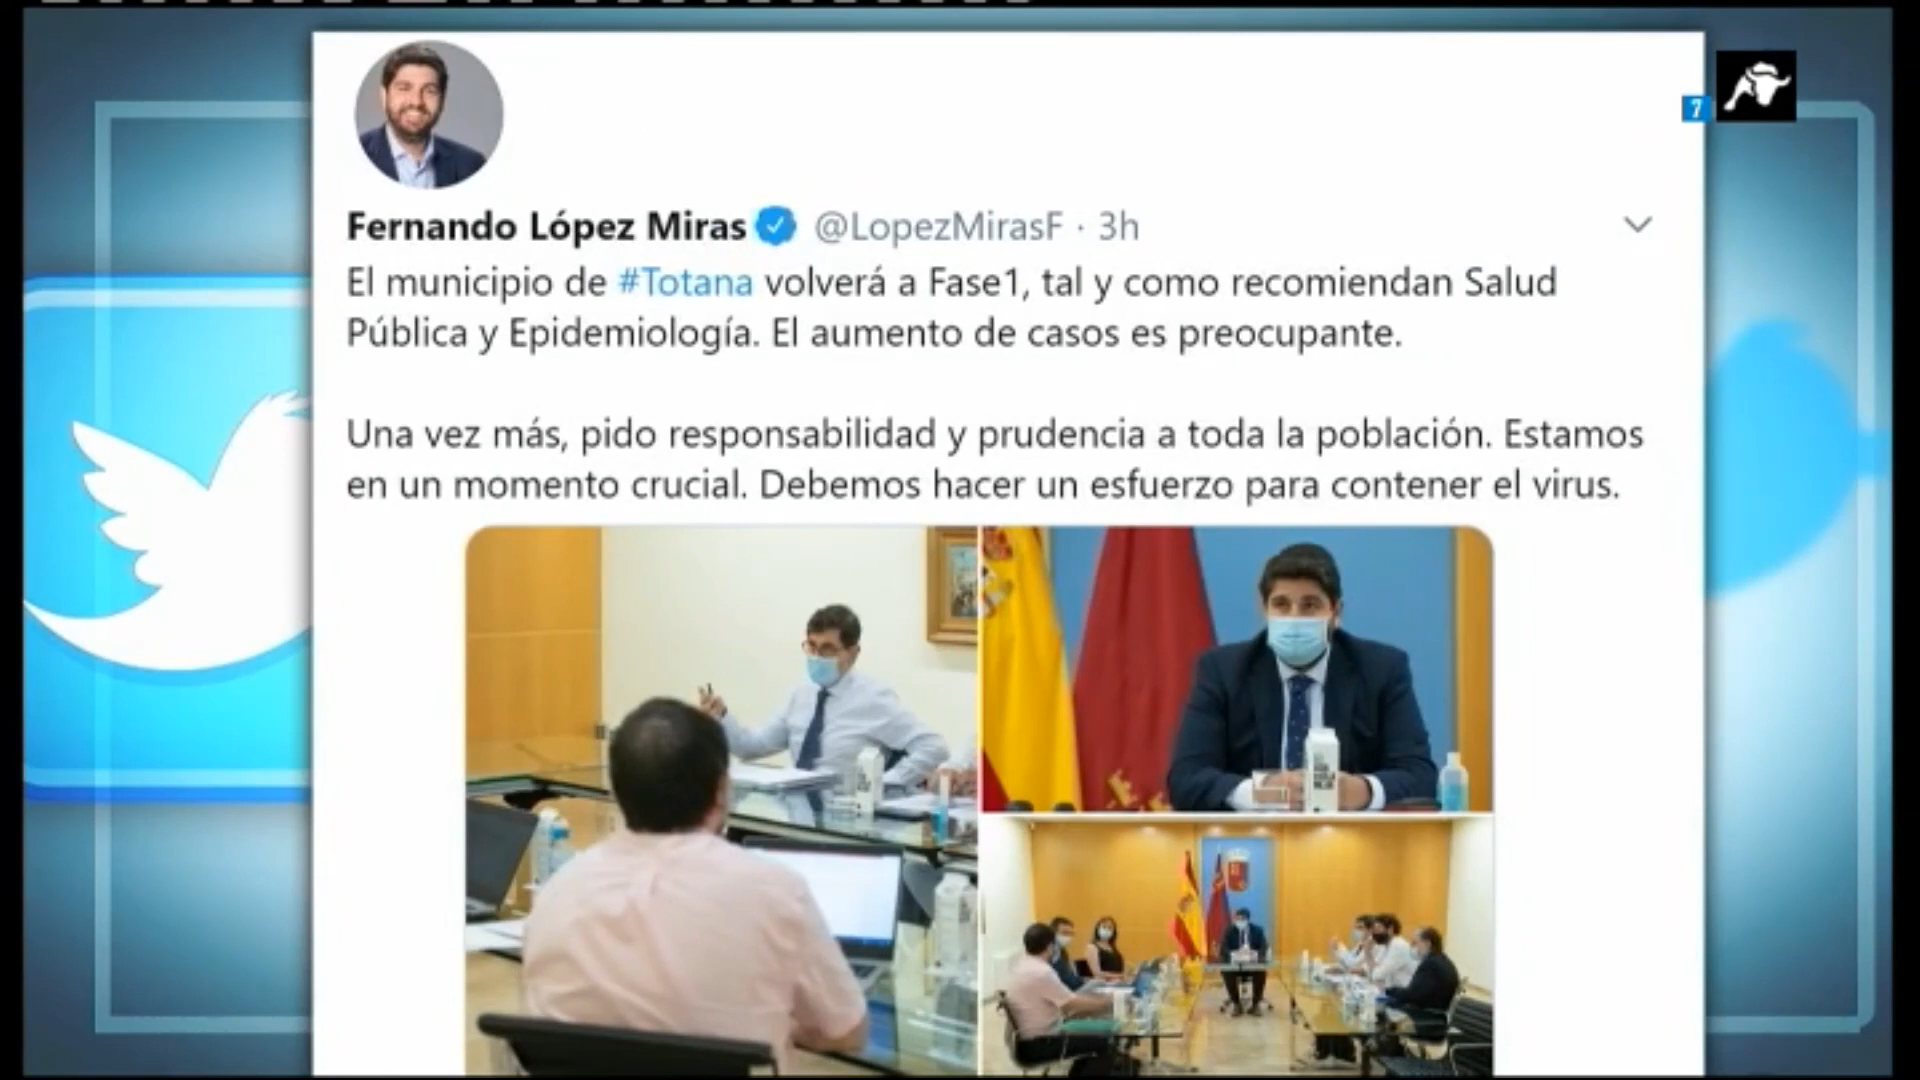 7
Fernando López Miras @LopezMirasF · 3h
El municipio de #Totana volverá a Fase1, tal y como recomiendan Salud
Pública y Epidemiología. El aumento de casos es preocupante.
Una vez más, pido responsabilidad y prudencia a toda la población. Estamos
en un momento crucial. Debemos hacer un esfuerzo para contener el virus.